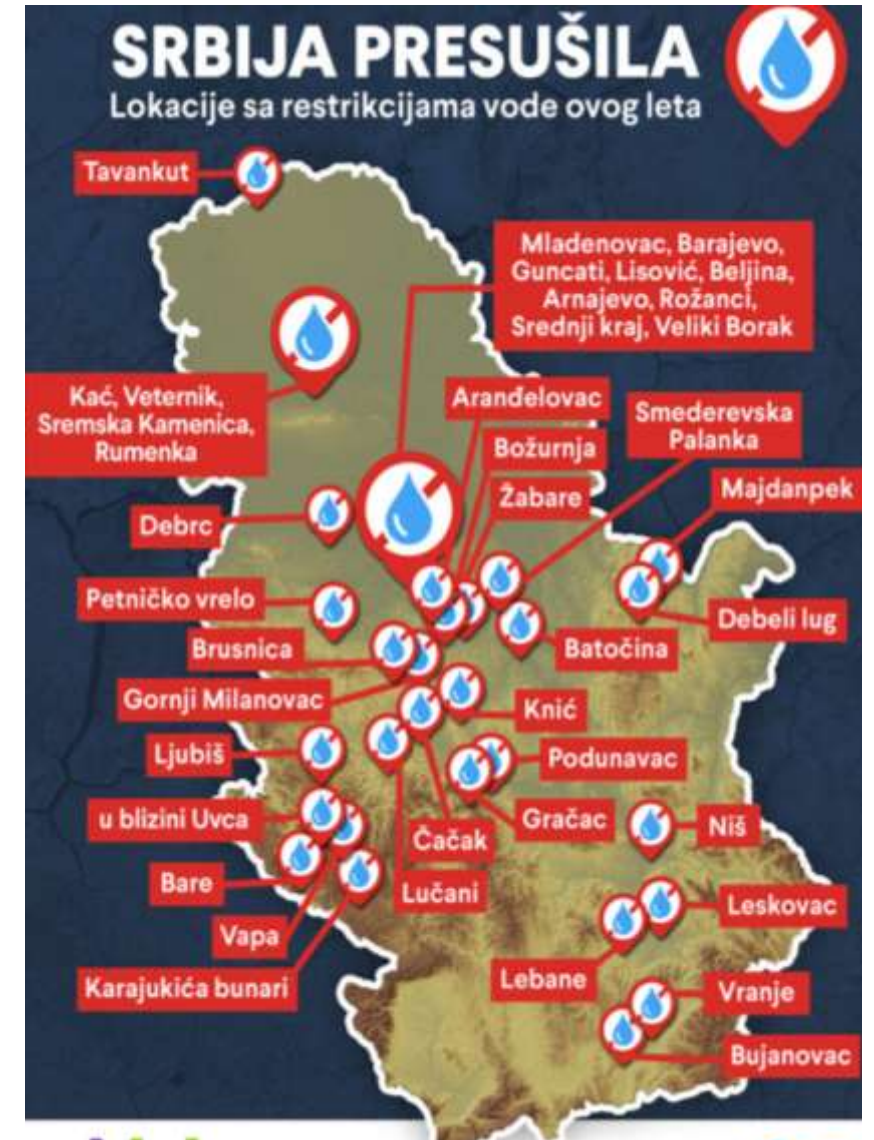 SRBIJA PRESUŠILA
Lokacije sa restrikcijama vode ovog leta
Tavankut
Mladenovac, Barajevo,
Guncati, Lisović, Beljina,
Arnajevo, Rožanci,
Srednji kraj, Veliki Borak
Kać, Veternik,
Sremska Kamenica,
Rumenka
Aranđelovac
Smederevska
Palanka
Božurnja
Žabare
Majdanpek
Debrc
Petničko vrelo
Debeli lug
Brusnica
Batočina
Gornji Milanovac
Knić
Ljubiš
Podunavac
u blizini Uvca
Gračac
Niš
Čačak
Bare
Lučani
Leskovac
Vapa
Lebane
Karajukića bunari
Vranje
Bujanovac